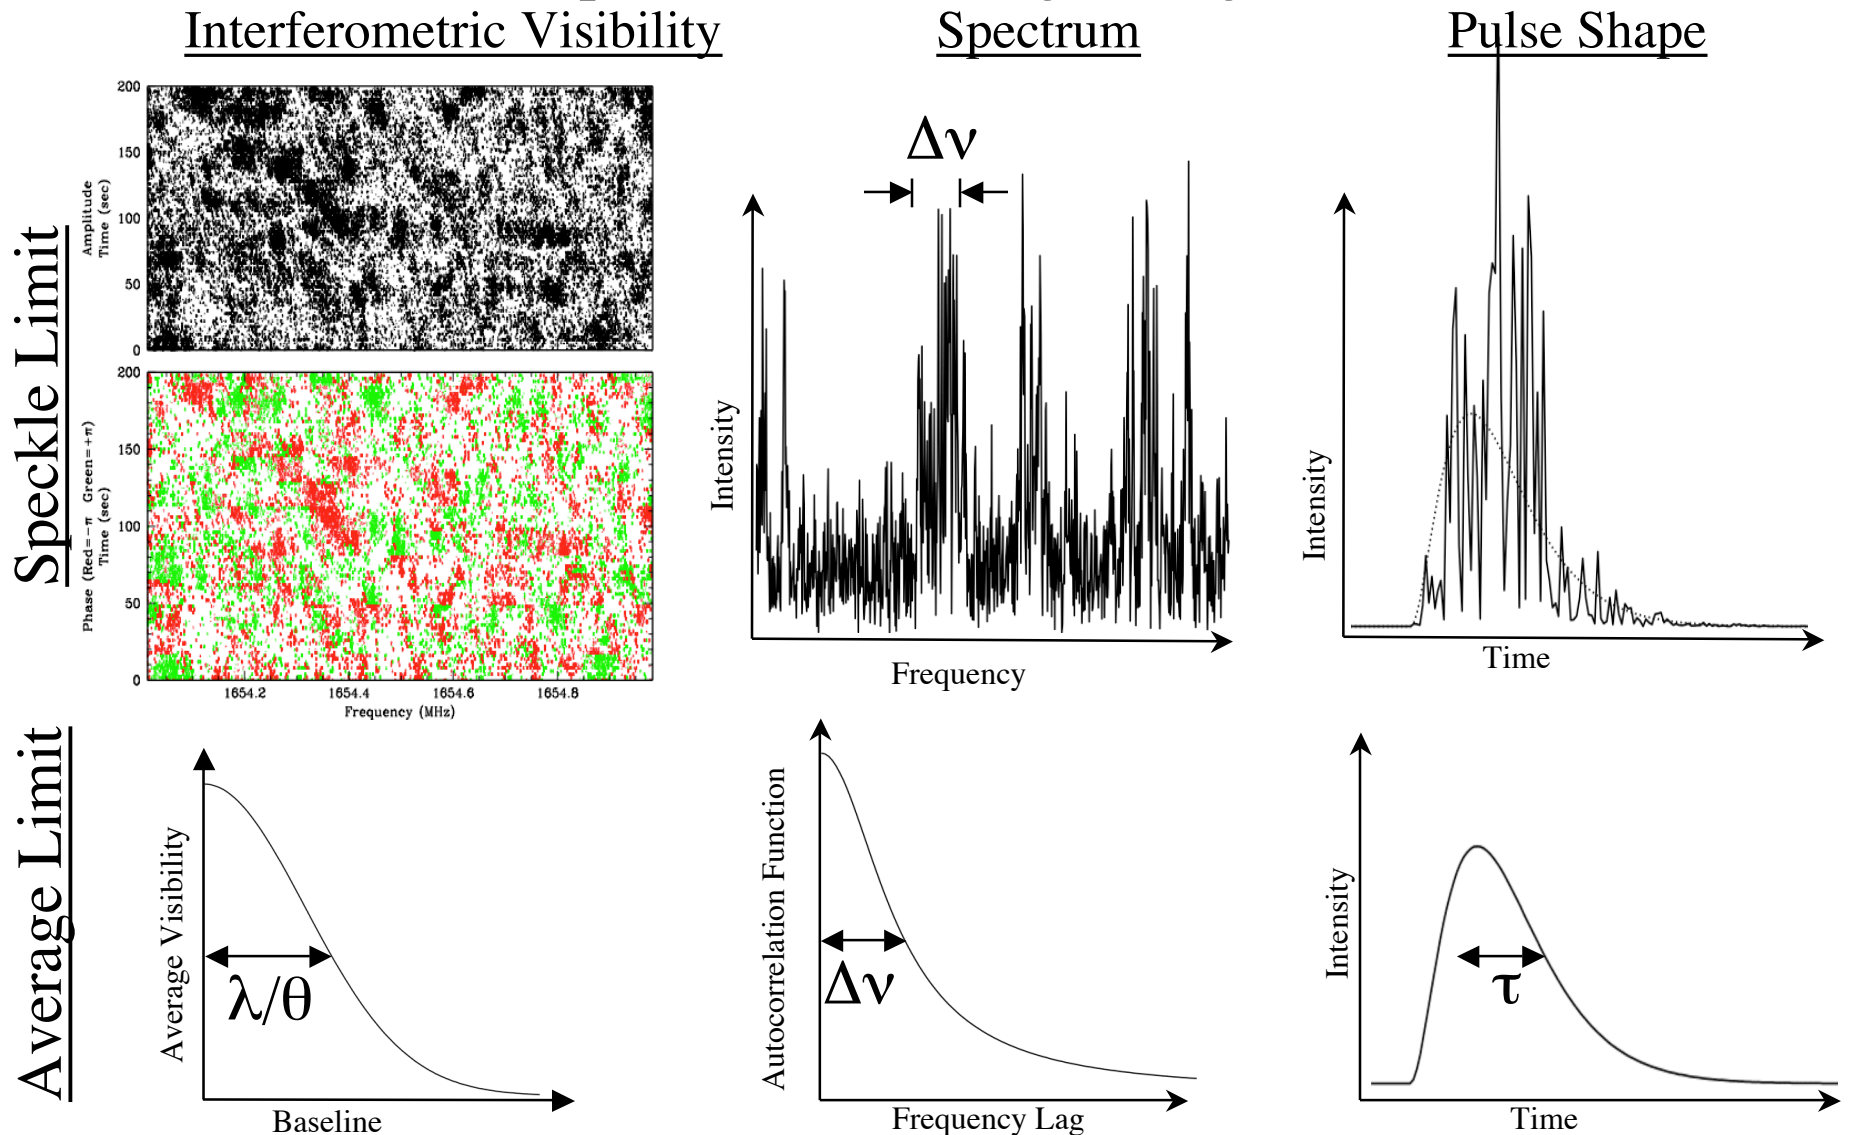 Interferometric Visibility
Spectrum
Pulse Shape
Speckle Limit
200
150
100
50
0
Amplitude
Time (sec)
200
150
100
50
0
Phase (Red=-π Green=+π)
Time (sec)
1654.2 1654.4 1654.6 1654.8
Frequency (MHz)
Δν
Intensity
Frequency
Intensity
Time
Average Limit
Average Visibility
λ/θ
Baseline
Autocorrelation Function
Δν
Frequency Lag
Intensity
τ
Time